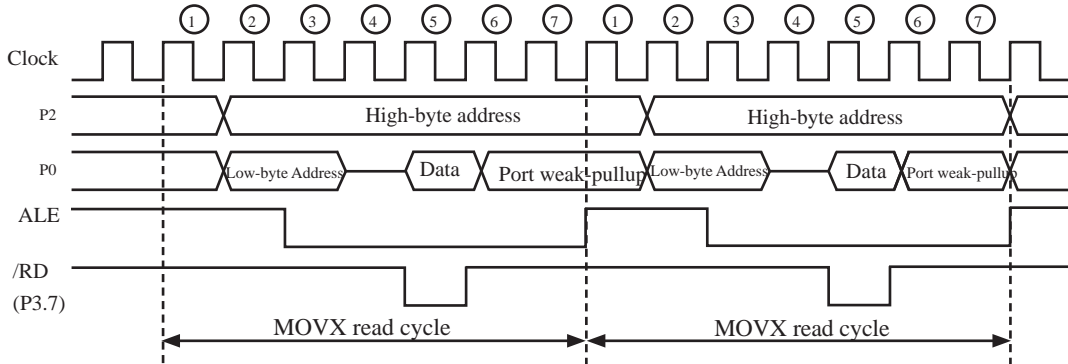 1 2 3 4 5 6 7 1 2 3 4 5 6 7
Clock
P2 High-byte address High-byte address
P0 Low-byte Address Data Port weak-pullup Low-byte Address Data Port weak-pullup
ALE
/RD
(P3.7)
MOVX read cycle MOVX read cycle